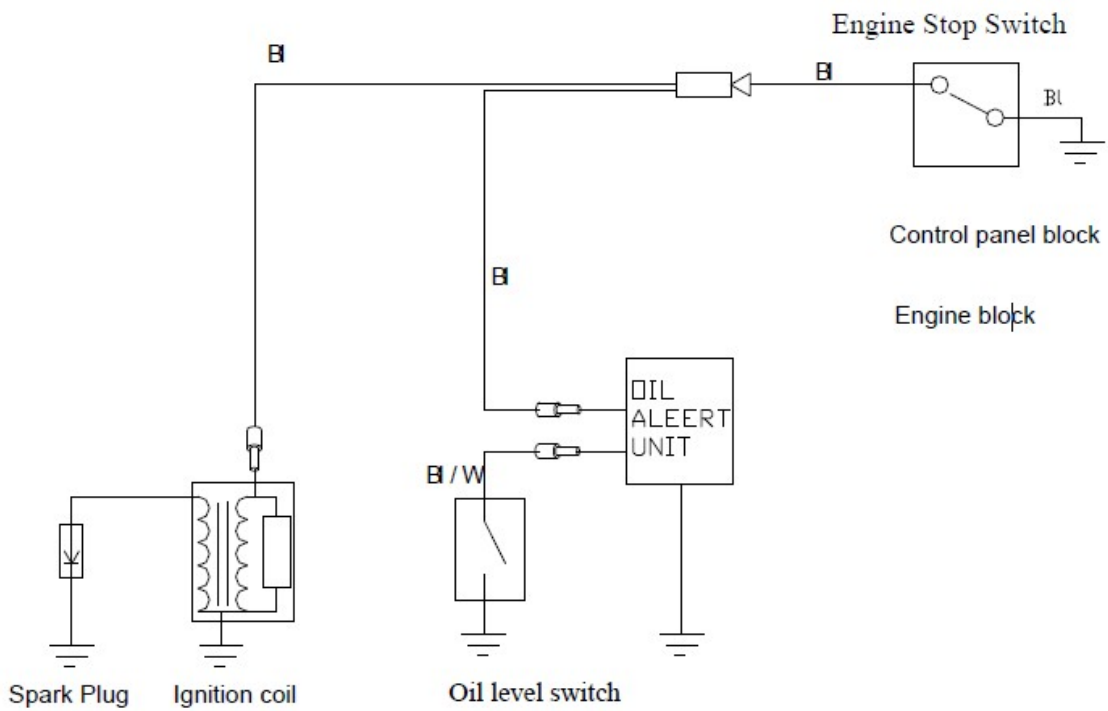 Engine Stop Switch
Bl
Bl
Bl
Control panel block
Bl
Engine block
OIL
ALEERT
UNIT
Bl / W
Spark Plug
Ignition coil
Oil level switch